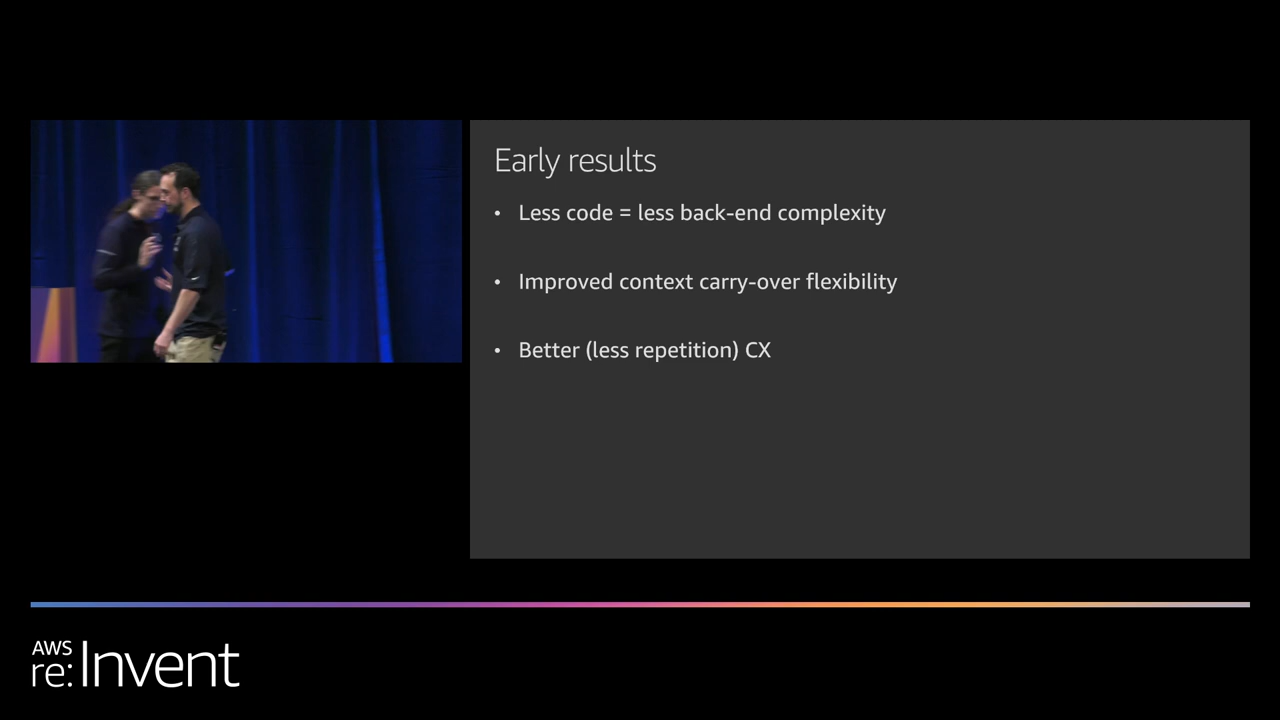 Early results
• Less code = less back-end complexity
• Improved context carry-over flexibility
• Better (less repetition) CX
AWS
re:Invent